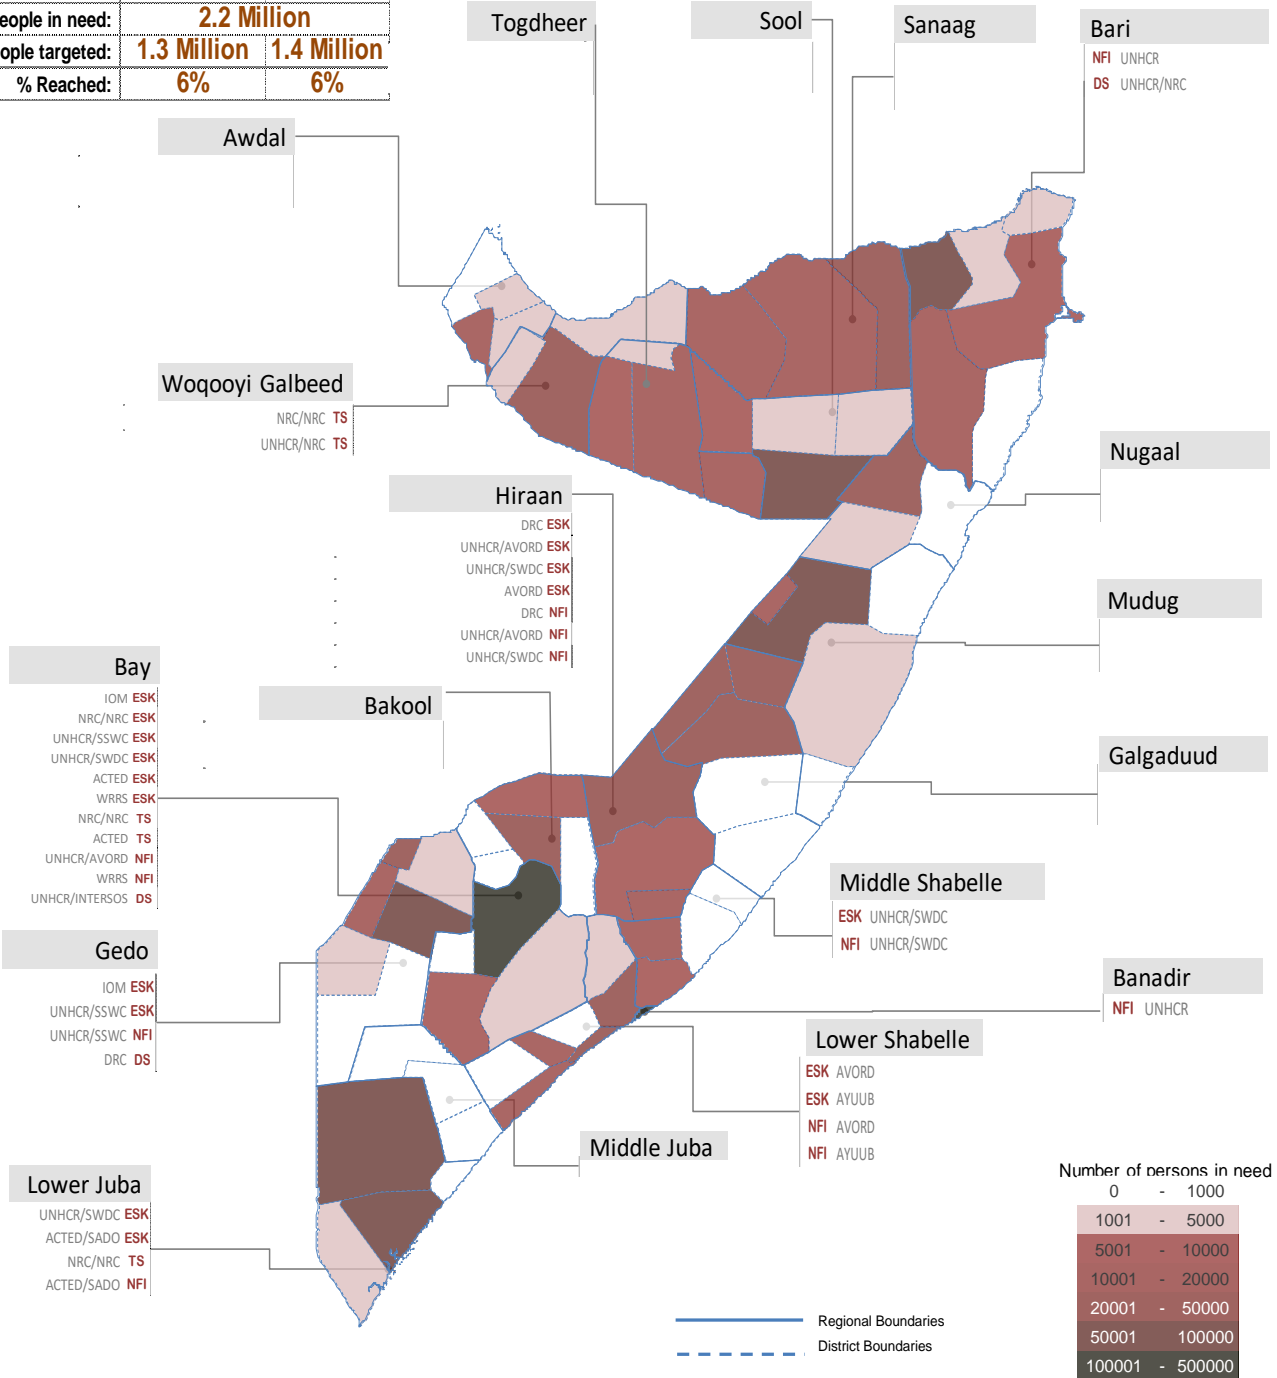 eople in need: 2.2 Million
ople targeted: 1.3 Million 1.4 Million
% Reached: 6% 6%
Togdheer
Sool
Sanaag
Bari
NFI UNHCR
DS UNHCR/NRC
Awdal
Woqooyi Galbeed
NRC/NRC TS
UNHCR/NRC TS
Nugaal
Hiraan
DRC ESK
UNHCR/AVORD ESK
UNHCR/SWDC ESK
AVORD ESK
DRC NFI
UNHCR/AVORD NFI
UNHCR/SWDC NFI
Mudug
Bay
IOM ESK
NRC/NRC ESK
UNHCR/SSWC ESK
UNHCR/SWDC ESK
ACTED ESK
WRRS ESK
NRC/NRC TS
ACTED TS
UNHCR/AVORD NFI
WRRS NFI
UNHCR/INTERSOS DS
Bakool
Galgaduud
Middle Shabelle
ESK UNHCR/SWDC
NFI UNHCR/SWDC
Gedo
IOM ESK
UNHCR/SSWC ESK
UNHCR/SSWC NFI
DRC DS
Banadir
NFI UNHCR
Lower Shabelle
ESK AVORD
ESK AYUUB
NFI AVORD
NFI AYUUB
Middle Juba
Lower Juba
UNHCR/SWDC ESK
ACTED/SADO ESK
NRC/NRC TS
ACTED/SADO NFI
Number of persons in need
0 - 1000
1001 - 5000
5001 - 10000
10001 - 20000
20001 - 50000
50001 100000
100001 - 500000
Regional Boundaries
District Boundaries